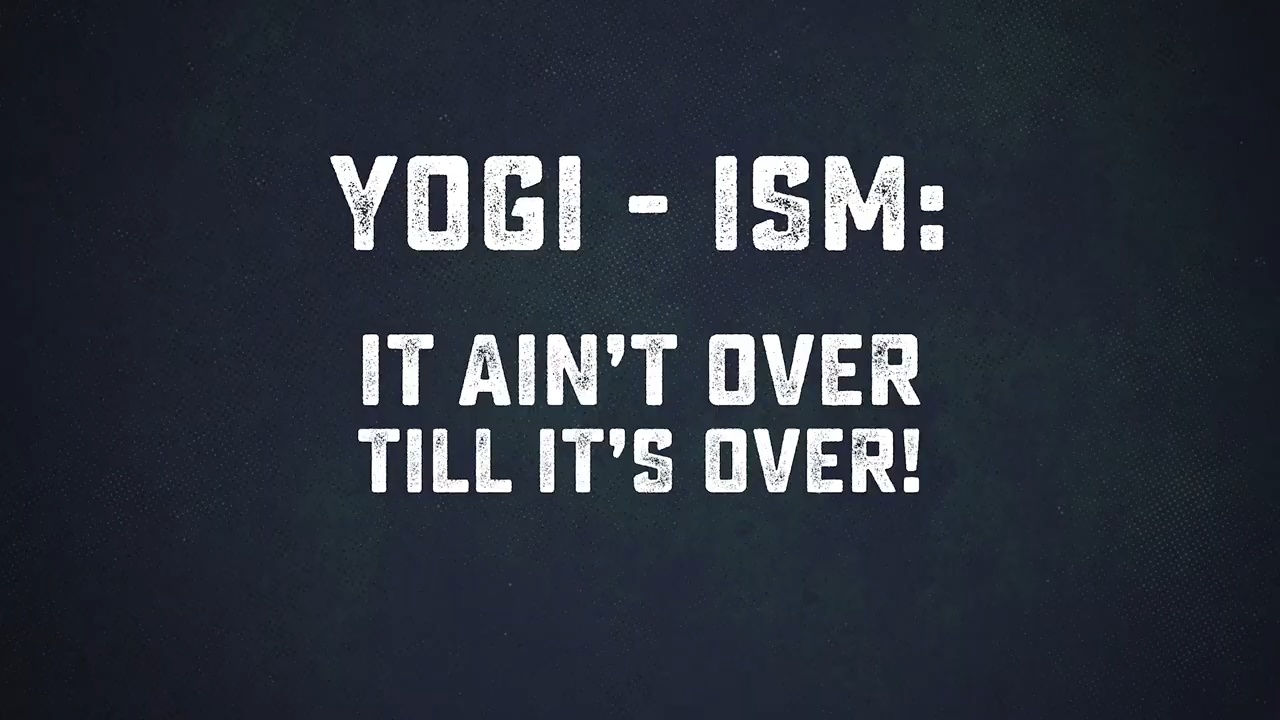 YOGI - ISM:
IT AIN’T OVER
TILL IT’S OVER!